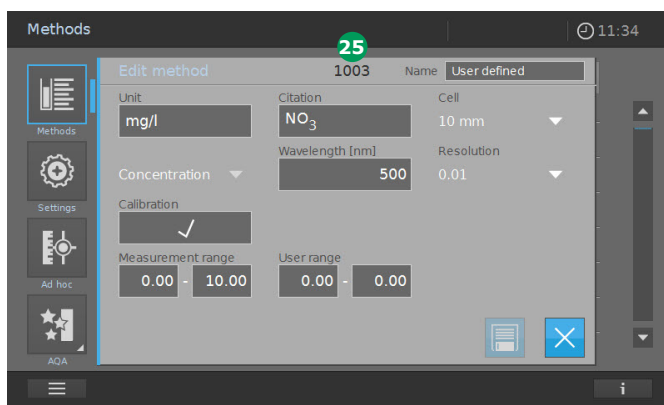 Methods
11:34
25
Edit method 1003 Name User defined
Unit Citation Cell
mg/l NO3 10 mm
Wavelength [nm] Resolution
Concentration 500 0.01
Calibration
Measurement range User range
0.00 - 10.00 0.00 - 0.00
Methods
Settings
Ad hoc
AQA
i